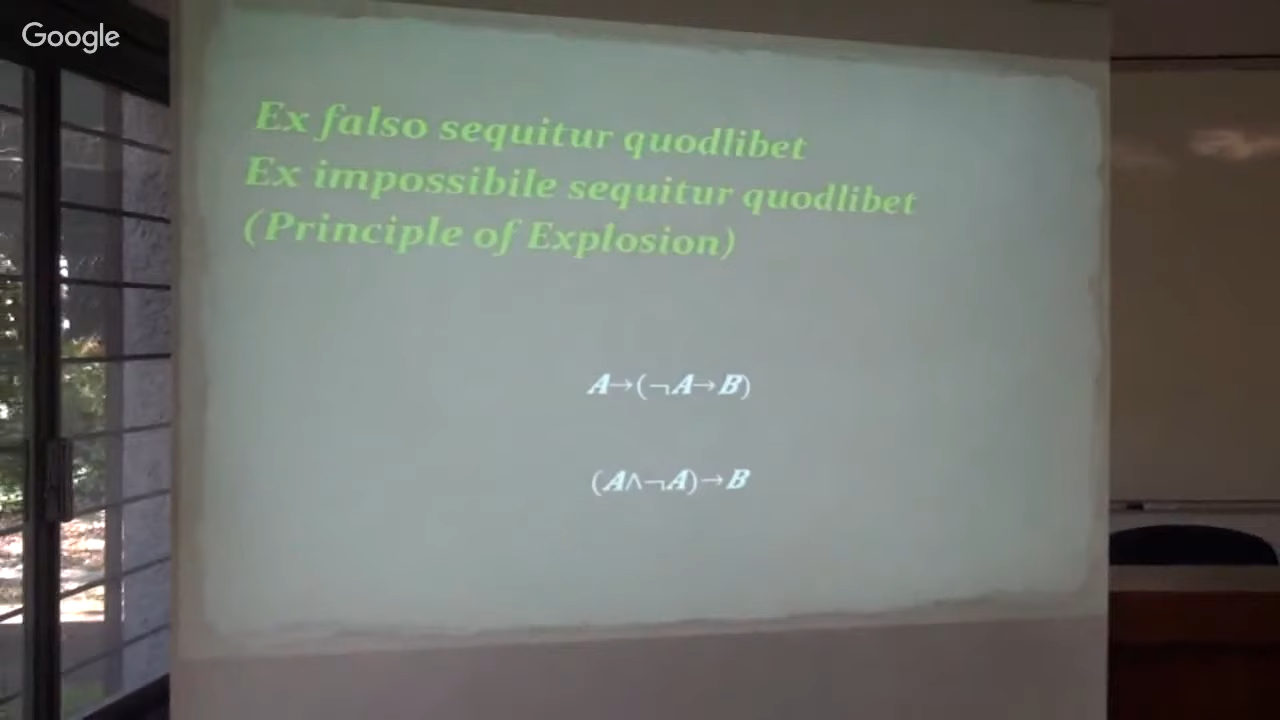 Google
Ex falso sequitur quodlibet
Ex impossibile sequitur quodlibet
(Principle of Explosion)
A→(¬A→B)
(A∧¬A)→B